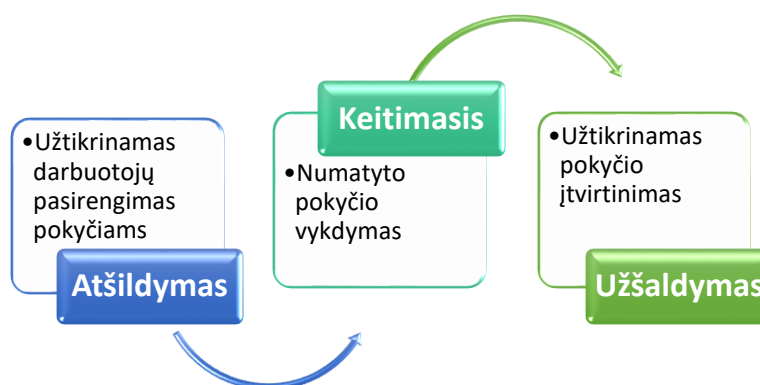 •Užtikrinamas
darbuotojų
pasirengimas
pokyčiams
Atšildymas
Keitimasis
•Numatyto
pokyčio
vykdymas
•Užtikrinamas
pokyčio
įtvirtinimas
Užšaldymas